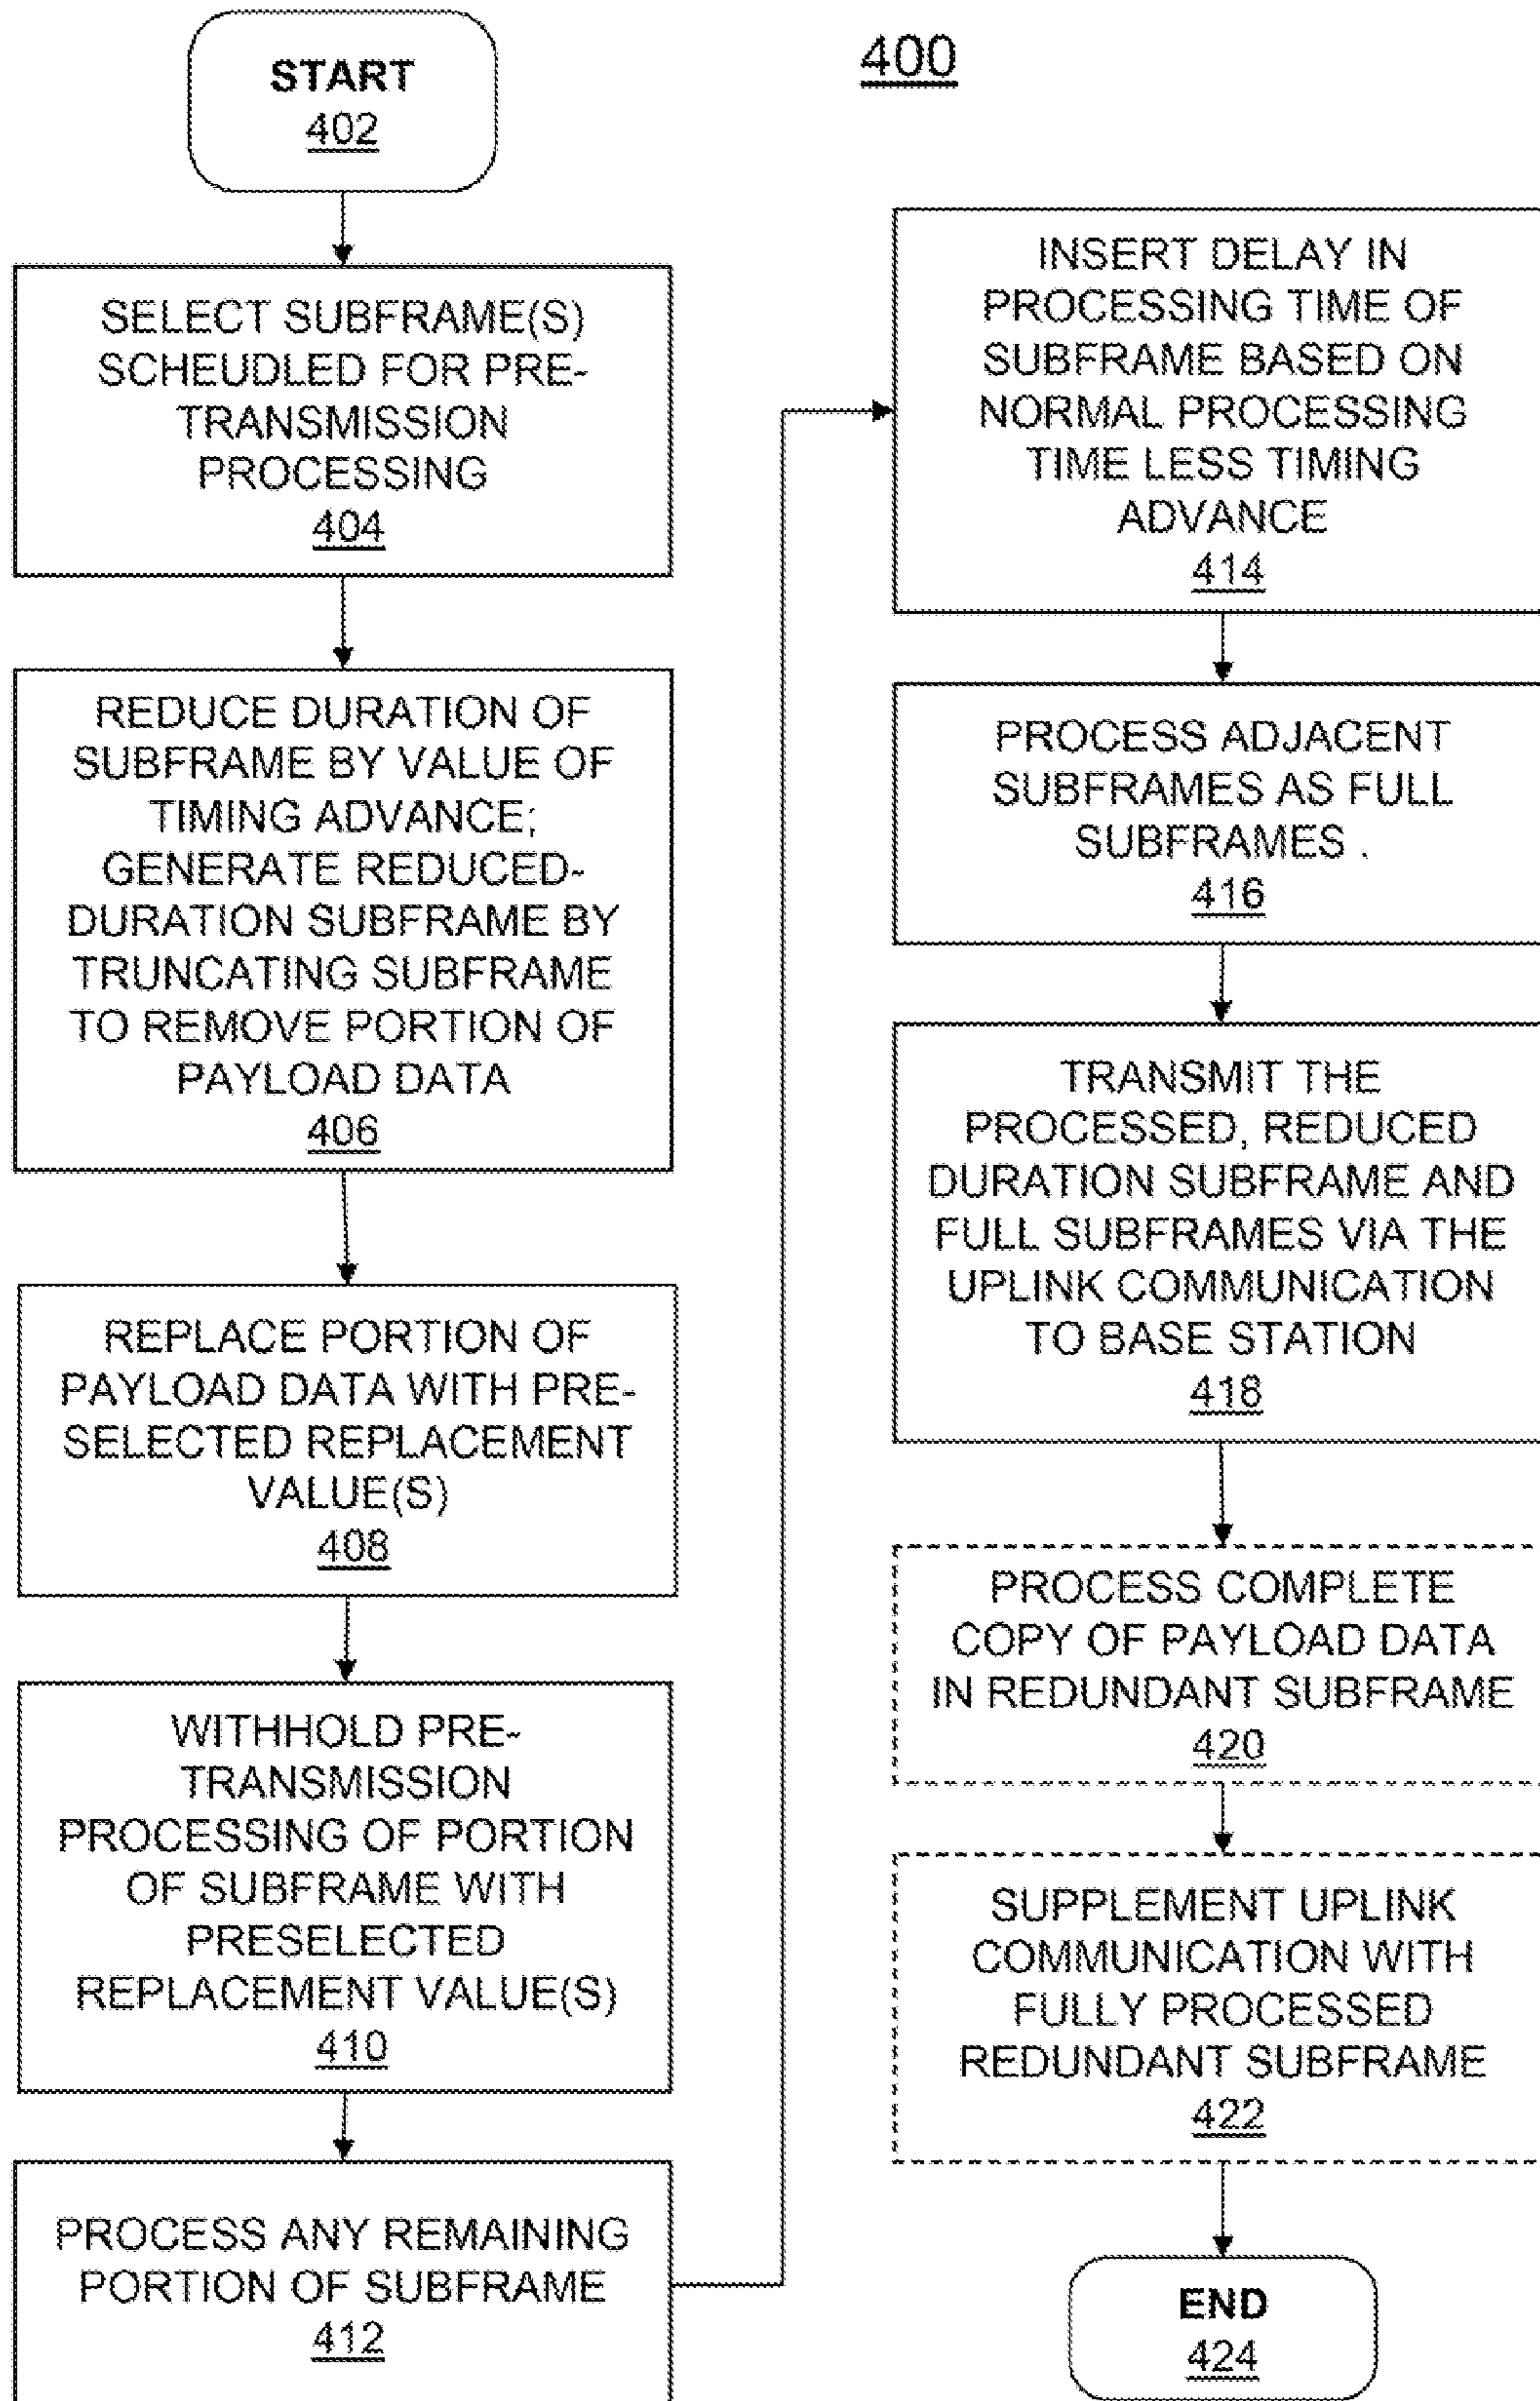 400
START
402
SELECT SUBFRAME(S)
SCHEUDLED FOR PRE-
TRANSMISSION
PROCESSING
404
REDUCE DURATION OF
SUBFRAME BY VALUE OF
TIMING ADVANCE;
GENERATE REDUCED-
DURATION SUBFRAME BY
TRUNCATING SUBFRAME
TO REMOVE PORTION OF
PAYLOAD DATA
406
REPLACE PORTION OF
PAYLOAD DATA WITH PRE-
SELECTED REPLACEMENT
VALUE(S)
408
WITHHOLD PRE-
TRANSMISSION
PROCESSING OF PORTION
OF SUBFRAME WITH
PRESELECTED
REPLACEMENT VALUE(S)
410
PROCESS ANY REMAINING
PORTION OF SUBFRAME
412
INSERT DELAY IN
PROCESSING TIME OF
SUBFRAME BASED ON
NORMAL PROCESSING
TIME LESS TIMING
ADVANCE
414
PROCESS ADJACENT
SUBFRAMES AS FULL
SUBFRAMES .
416
TRANSMIT THE
PROCESSED, REDUCED
DURATION SUBFRAME AND
FULL SUBFRAMES VIA THE
UPLINK COMMUNICATION
TO BASE STATION
418
PROCESS COMPLETE
COPY OF PAYLOAD DATA
IN REDUNDANT SUBFRAME
420
SUPPLEMENT UPLINK
COMMUNICATION WITH
FULLY PROCESSED
REDUNDANT SUBFRAME
422
END
424